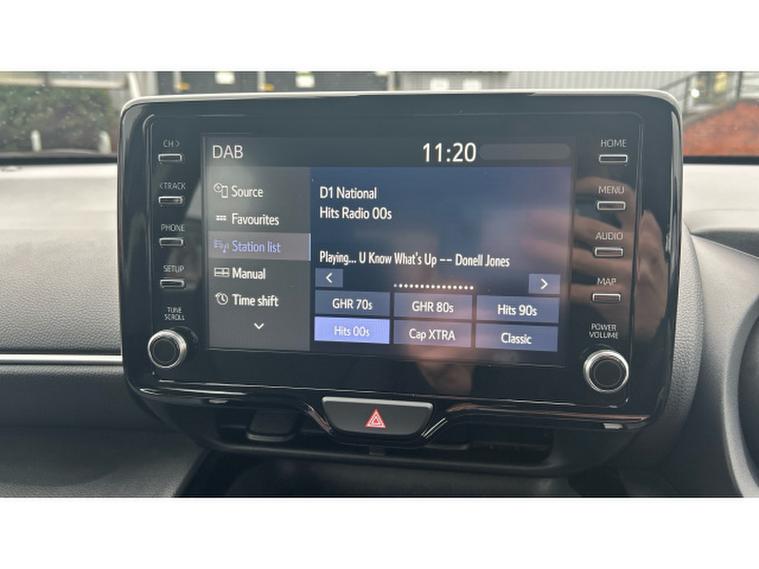 DAB 11:20
CH >
HOME
<TRACK
MENU
PHONE
AUDIO
SETUP
MAP
TUNE
SCROLL
POWER
VOLUME
Source
Favourites
Station list
Manual
Time shift
D1 National
Hits Radio 00s
Playing... U Know What's Up -- Donell Jones
GHR 70s GHR 80s Hits 90s
Hits 00s Cap XTRA Classic